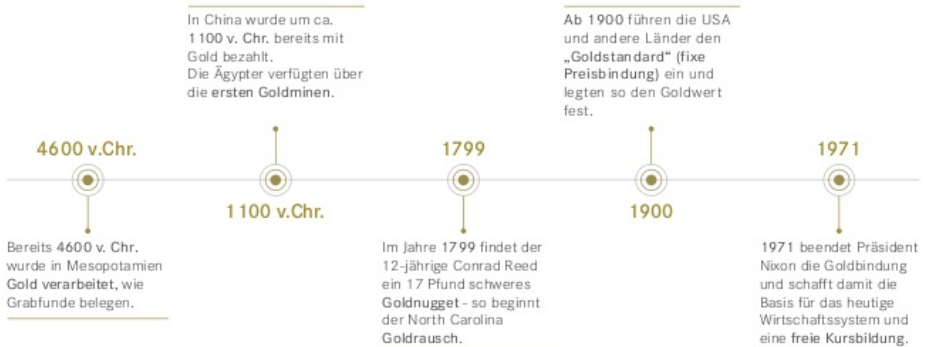 In China wurde um ca.
1100 v. Chr. bereits mit
Gold bezahlt.
Die Ägypter verfügten über
die ersten Goldminen.
Ab 1900 führen die USA
und andere Länder den
„Goldstandard“ (fixe
Preisbindung) ein und
legten so den Goldwert
fest.
4600 v.Chr.
1799
1971
1100 v.Chr.
1900
Bereits 4600 v. Chr.
wurde in Mesopotamien
Gold verarbeitet, wie
Grabfunde belegen.
Im Jahre 1799 findet der
12-jährige Conrad Reed
ein 17 Pfund schweres
Goldnugget - so beginnt
der North Carolina
Goldrausch.
1971 beendet Präsident
Nixon die Goldbindung
und schafft damit die
Basis für das heutige
Wirtschaftssystem und
eine freie Kursbildung.